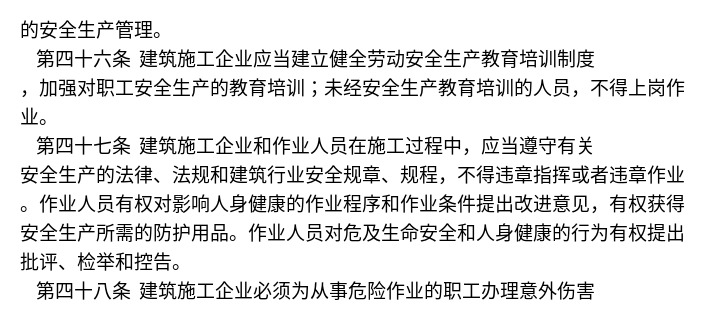 的安全生产管理。
第四十六条 建筑施工企业应当建立健全劳动安全生产教育培训制度
，加强对职工安全生产的教育培训；未经安全生产教育培训的人员，不得上岗作
业。
第四十七条 建筑施工企业和作业人员在施工过程中，应当遵守有关
安全生产的法律、法规和建筑行业安全规章、规程，不得违章指挥或者违章作业
。作业人员有权对影响人身健康的作业程序和作业条件提出改进意见，有权获得
安全生产所需的防护用品。作业人员对危及生命安全和人身健康的行为有权提出
批评、检举和控告。
第四十八条 建筑施工企业必须为从事危险作业的职工办理意外伤害